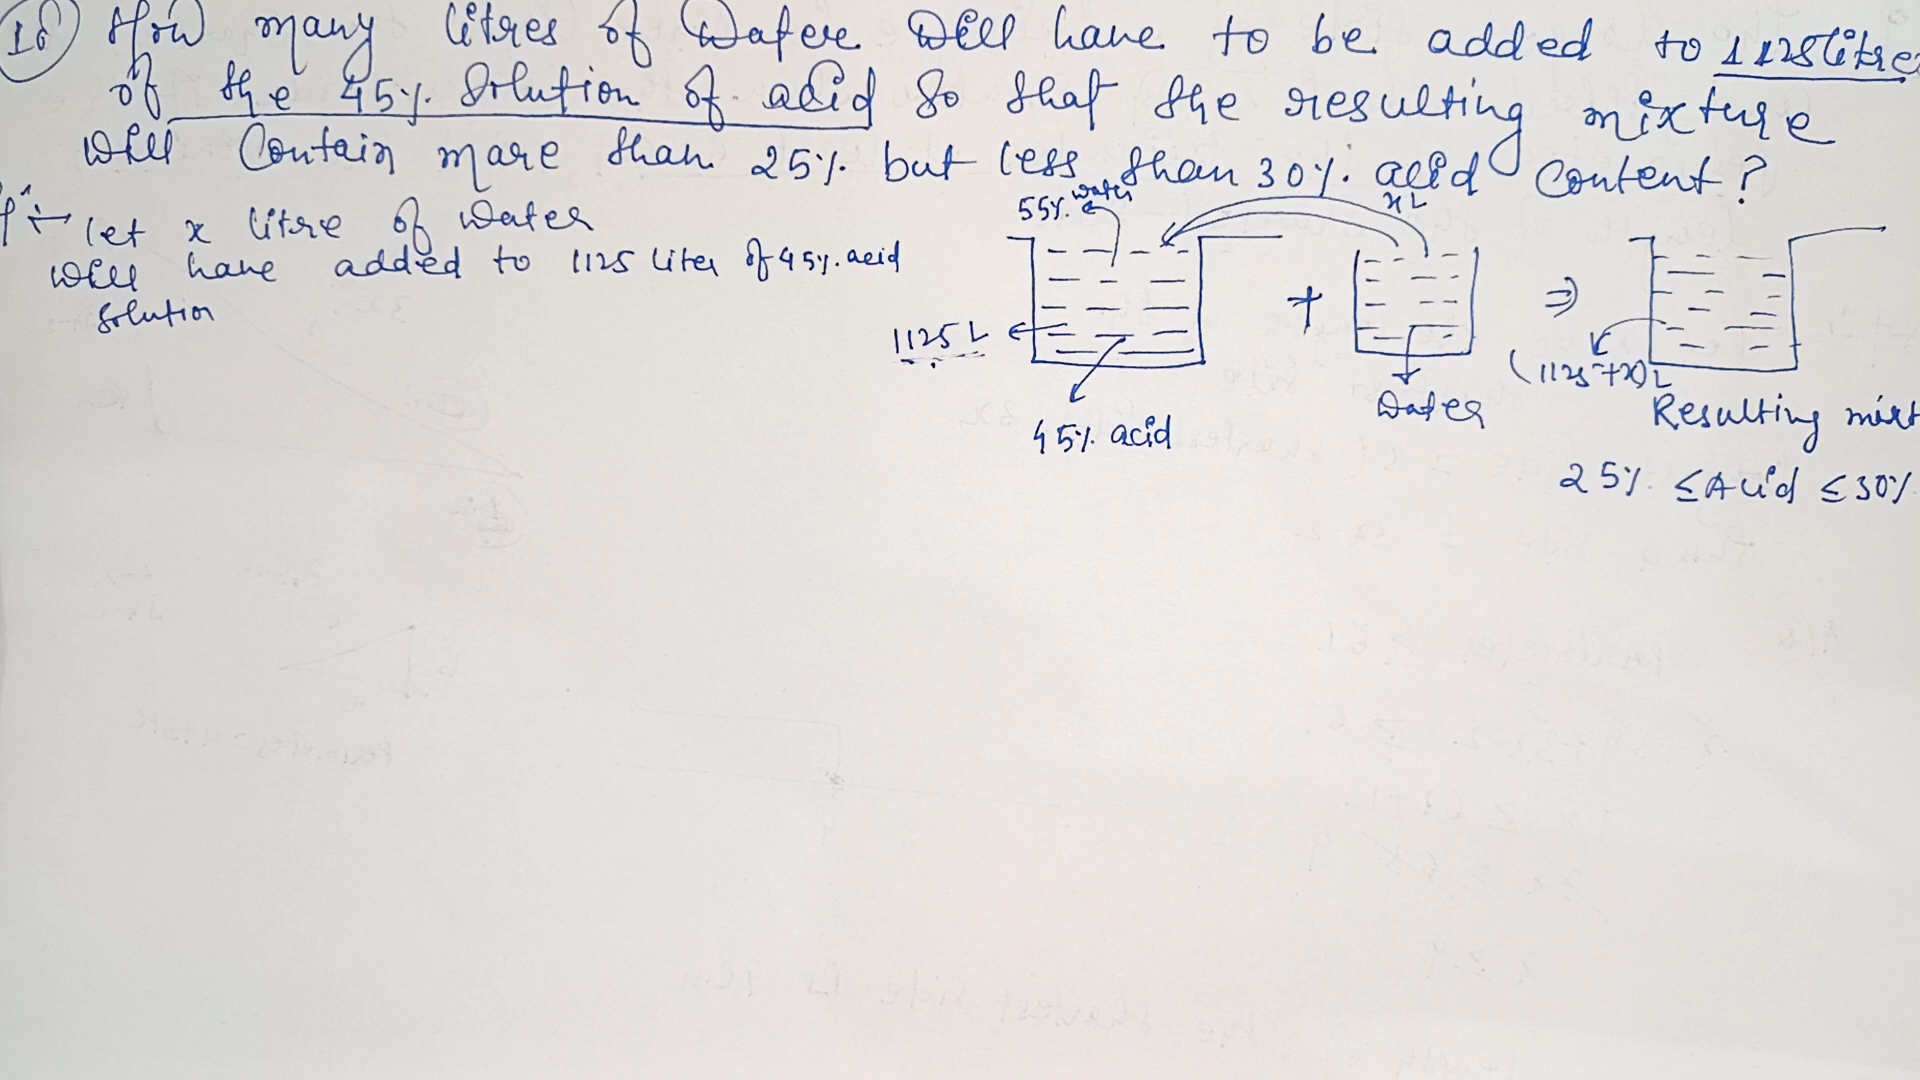 18 How many litres of water will have to be added to 1125 litres
of the 45% solution of acid so that the resulting mixture
will contain more than 25% but less than 30% acid content?
let x litre of water
will have added to 1125 liter of 45% acid
solution
55% water
x L
1125 L
+
⇒
(1125+x)L
45% acid
water
Resulting mixt
25% ≤ Acid ≤ 30%